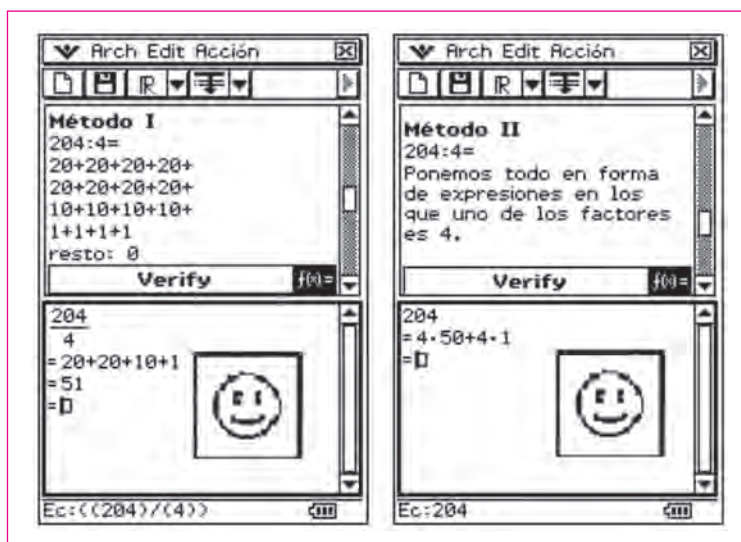 Arch Edit Acción
Método I
204:4=
20+20+20+20+
20+20+20+20+
10+10+10+10+
1+1+1+1
resto: 0
Verify
f(x)=
204
4
=20+20+10+1
=51
=
Ec:((204)/(4))
Arch Edit Acción
Método II
204:4=
Ponemos todo en forma
de expresiones en los
que uno de los factores
es 4.
Verify
f(x)=
204
=4·50+4·1
=
Ec:204